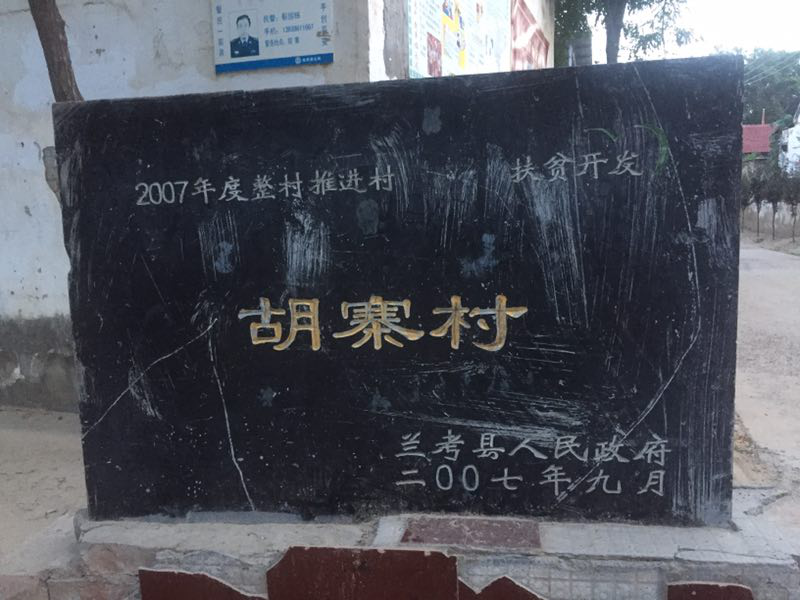 2007年度整村推进村 扶贫开发
胡寨村
兰考县人民政府
二00七年九月